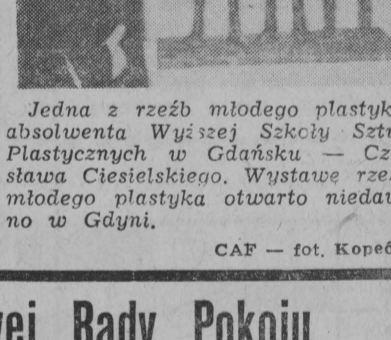 Jedna z rzeźb młodego plastyk
absolwenta Wyższej Szkoły Sztu
Plastycznych w Gdańsku — Cz
sława Ciesielskiego. Wystawę rze
młodego plastyka otwarto niedaw
no w Gdyni.
CAF — fot. Kopeć
wej Rady Pokoju